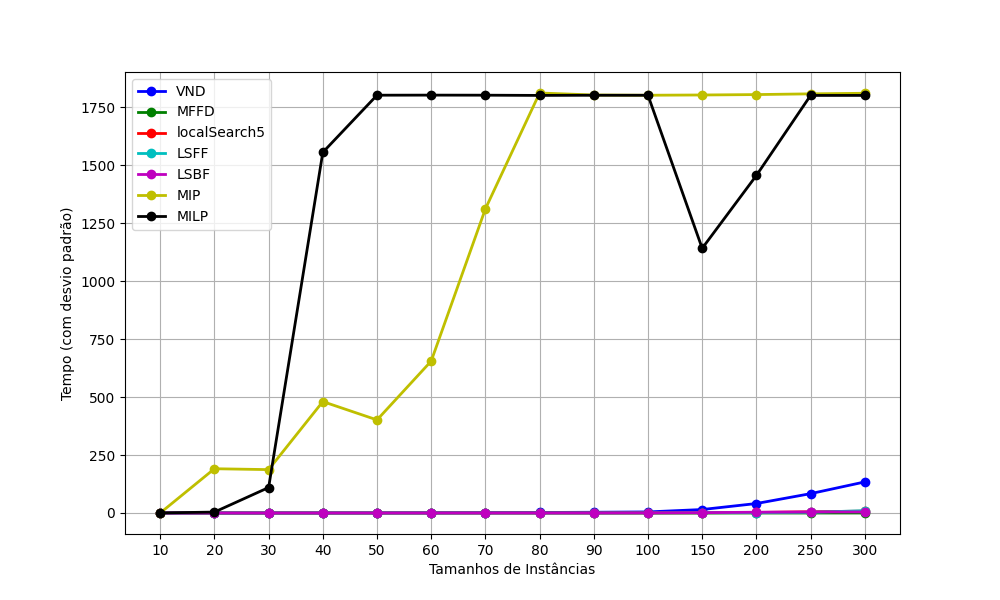 VND
MFFD
localSearch5
LSFF
LSBF
MIP
MILP
1750
1500
1250
1000
750
500
250
0
Tempo (com desvio padrão)
10 20 30 40 50 60 70 80 90 100 150 200 250 300
Tamanhos de Instâncias